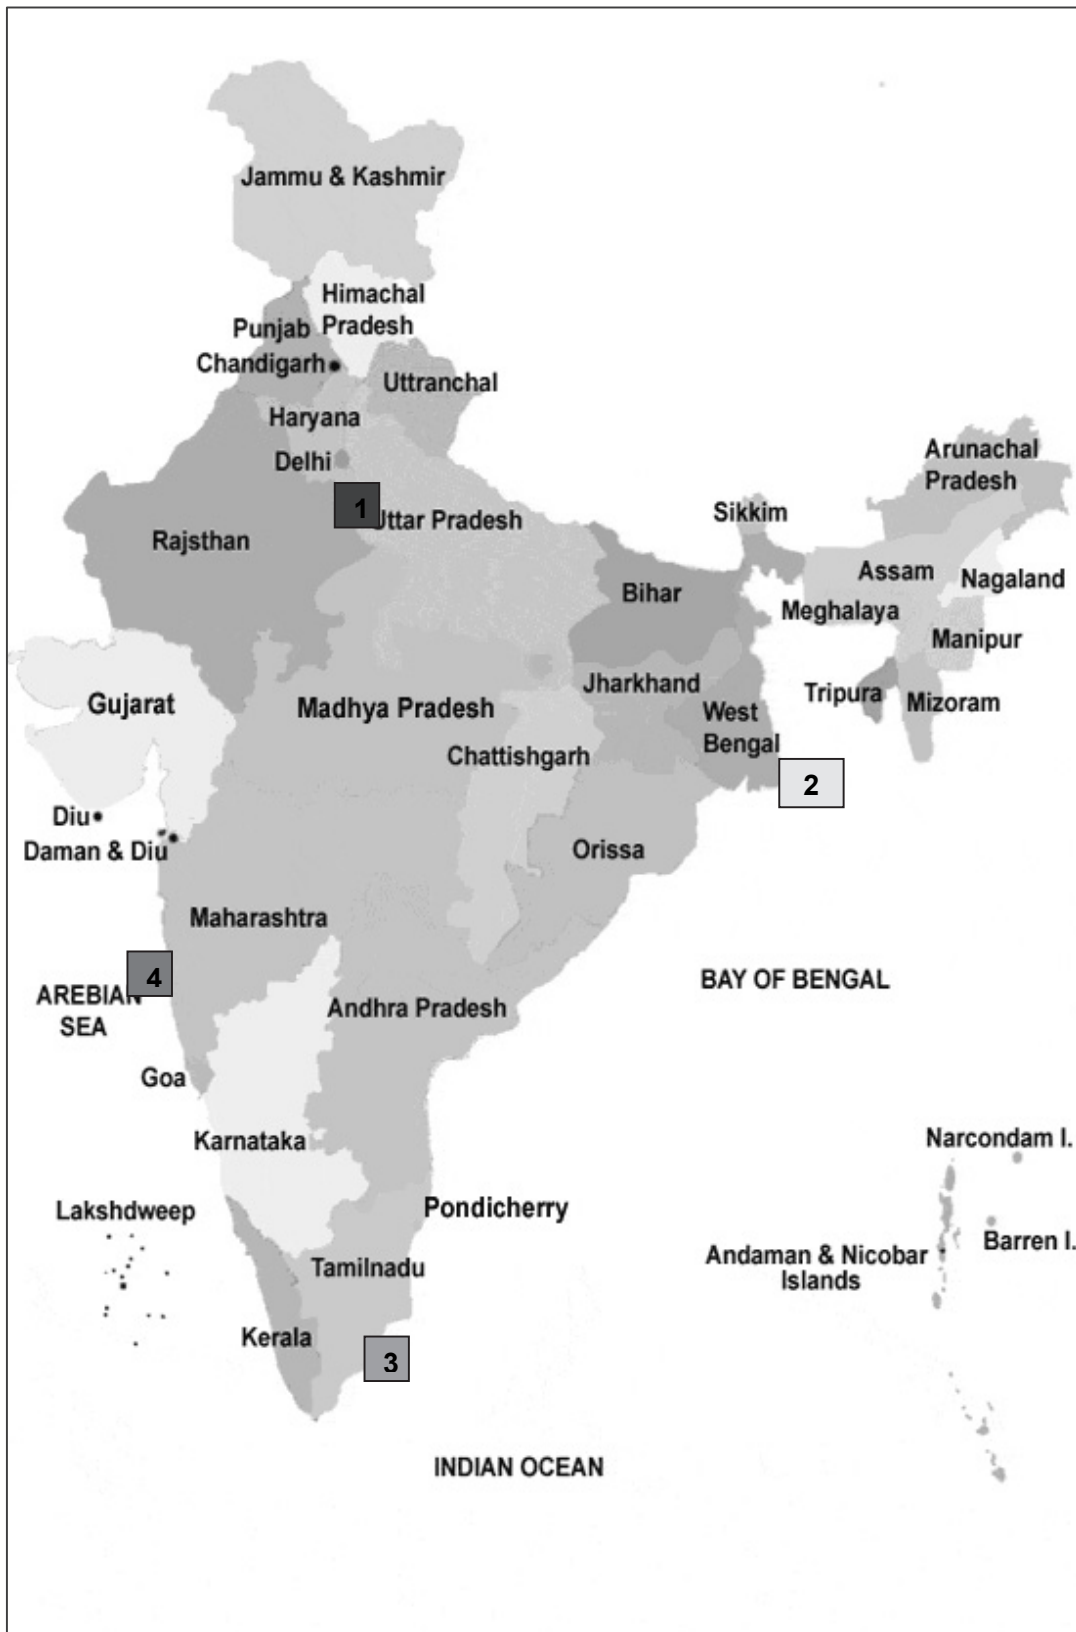 Jammu & Kashmir
Himachal
Pradesh
Punjab
Chandigarh
Uttranchal
Haryana
Delhi
1
Uttar Pradesh
Rajsthan
Arunachal
Pradesh
Sikkim
Assam
Nagaland
Bihar
Meghalaya
Manipur
Gujarat
Madhya Pradesh
Jharkhand
Tripura
Mizoram
West
Bengal
Chattishgarh
2
Diu
Daman & Diu
Orissa
Maharashtra
4
AREBIAN
SEA
BAY OF BENGAL
Andhra Pradesh
Goa
Karnataka
Narcondam I.
Lakshdweep
Pondicherry
Barren I.
Andaman & Nicobar
Islands
Tamilnadu
Kerala
3
INDIAN OCEAN